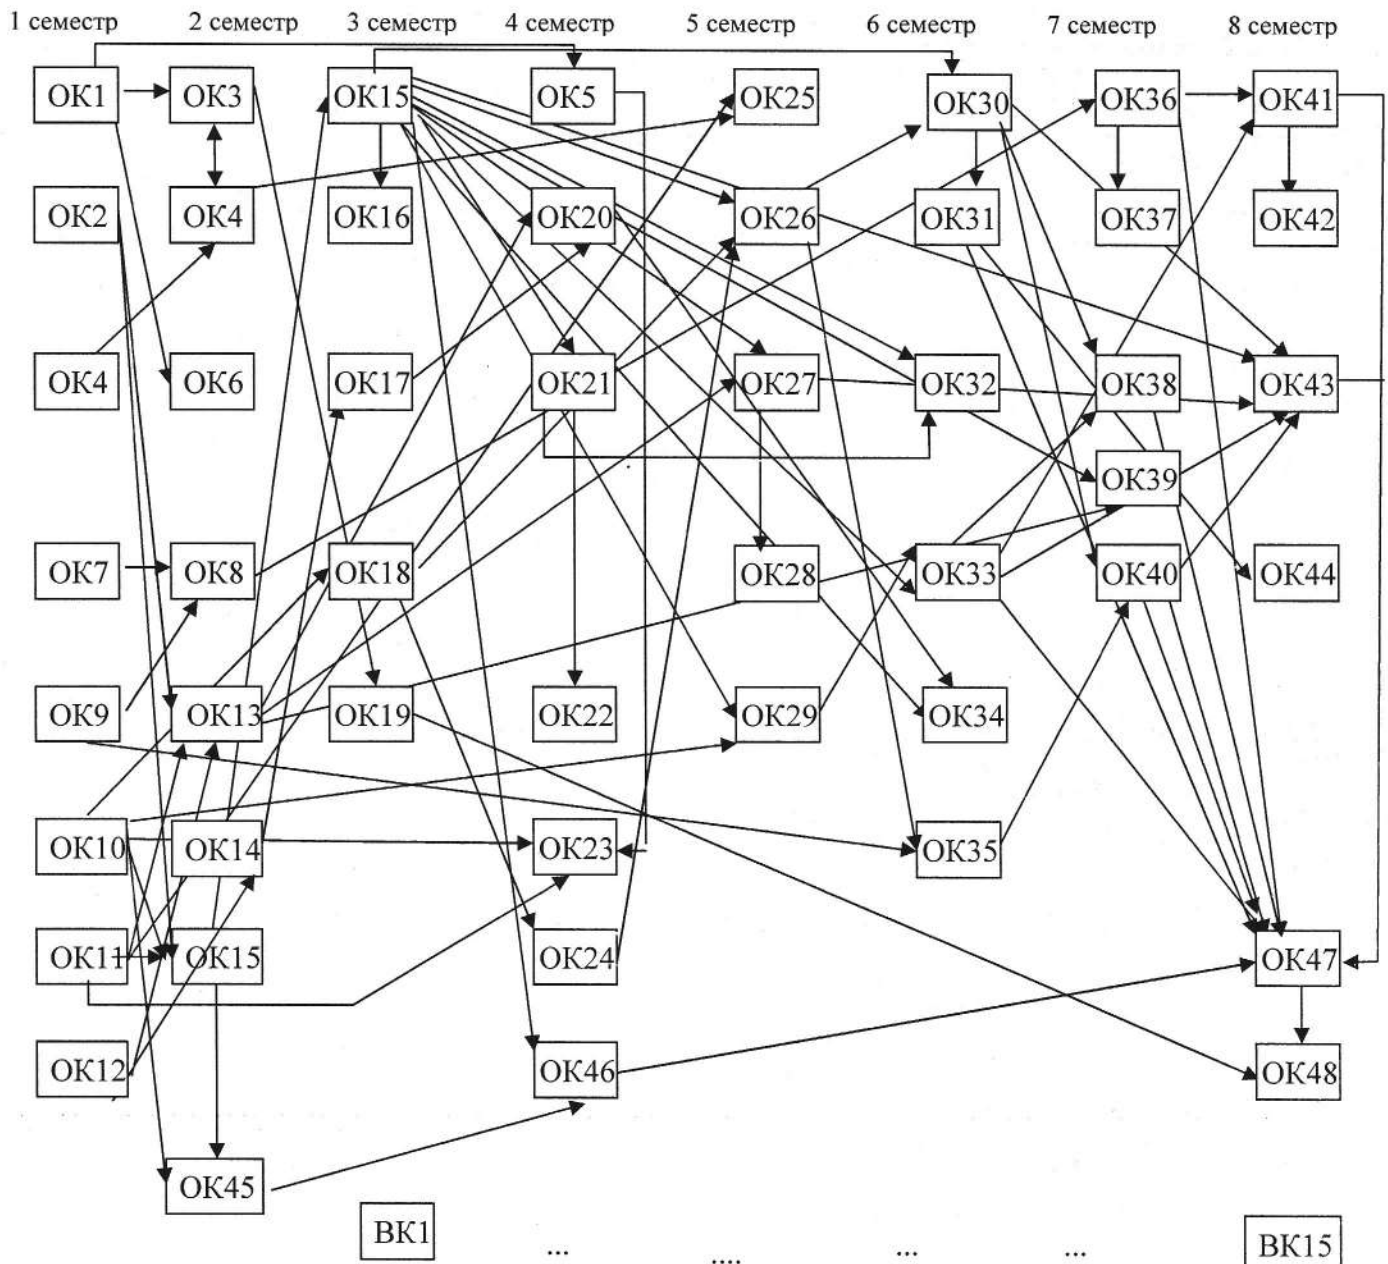 1 семестр 2 семестр 3 семестр 4 семестр 5 семестр 6 семестр 7 семестр 8 семестр
ОК1 ОК3 ОК15 ОК5 ОК25 ОК30 ОК36 ОК41
ОК2 ОК4 ОК16 ОК20 ОК26 ОК31 ОК37 ОК42
ОК4 ОК6 ОК17 ОК21 ОК27 ОК32 ОК38 ОК43
ОК39
ОК7 ОК8 ОК18 ОК28 ОК33 ОК40 ОК44
ОК9 ОК13 ОК19 ОК22 ОК29 ОК34
ОК10 ОК14 ОК23 ОК35
ОК11 ОК15 ОК24 ОК47
ОК12 ОК46 ОК48
ОК45
ВК1 ... .... ... ... ВК15